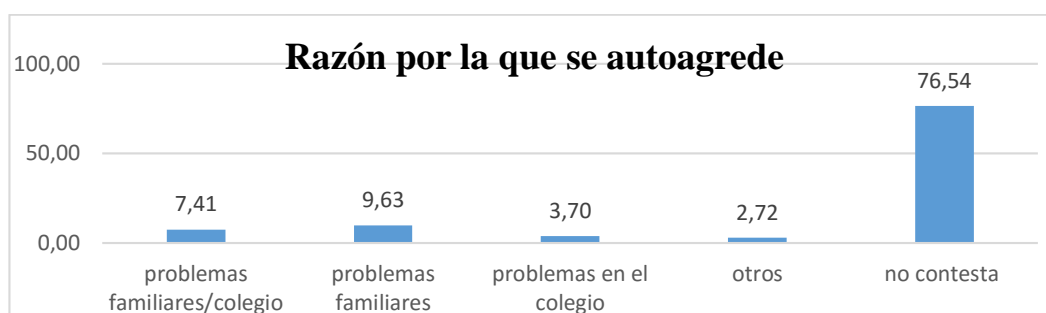 Razón por la que se autoagrede
100,00
50,00
0,00
7,41
9,63
3,70
2,72
76,54
problemas
familiares/colegio
problemas
familiares
problemas en el
colegio
otros
no contesta